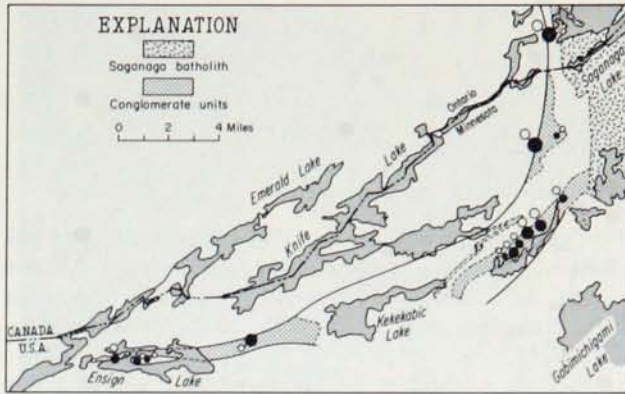 EXPLANATION
Saganaga batholith
Conglomerate units
0 4 Miles
Saganaga
Lake
Ontario
Minnesota
Emerald Lake
Knife Lake
CANADA
U.S.A.
Ensign Lake
Kekekabic
Lake
Gabimichigami
Lake